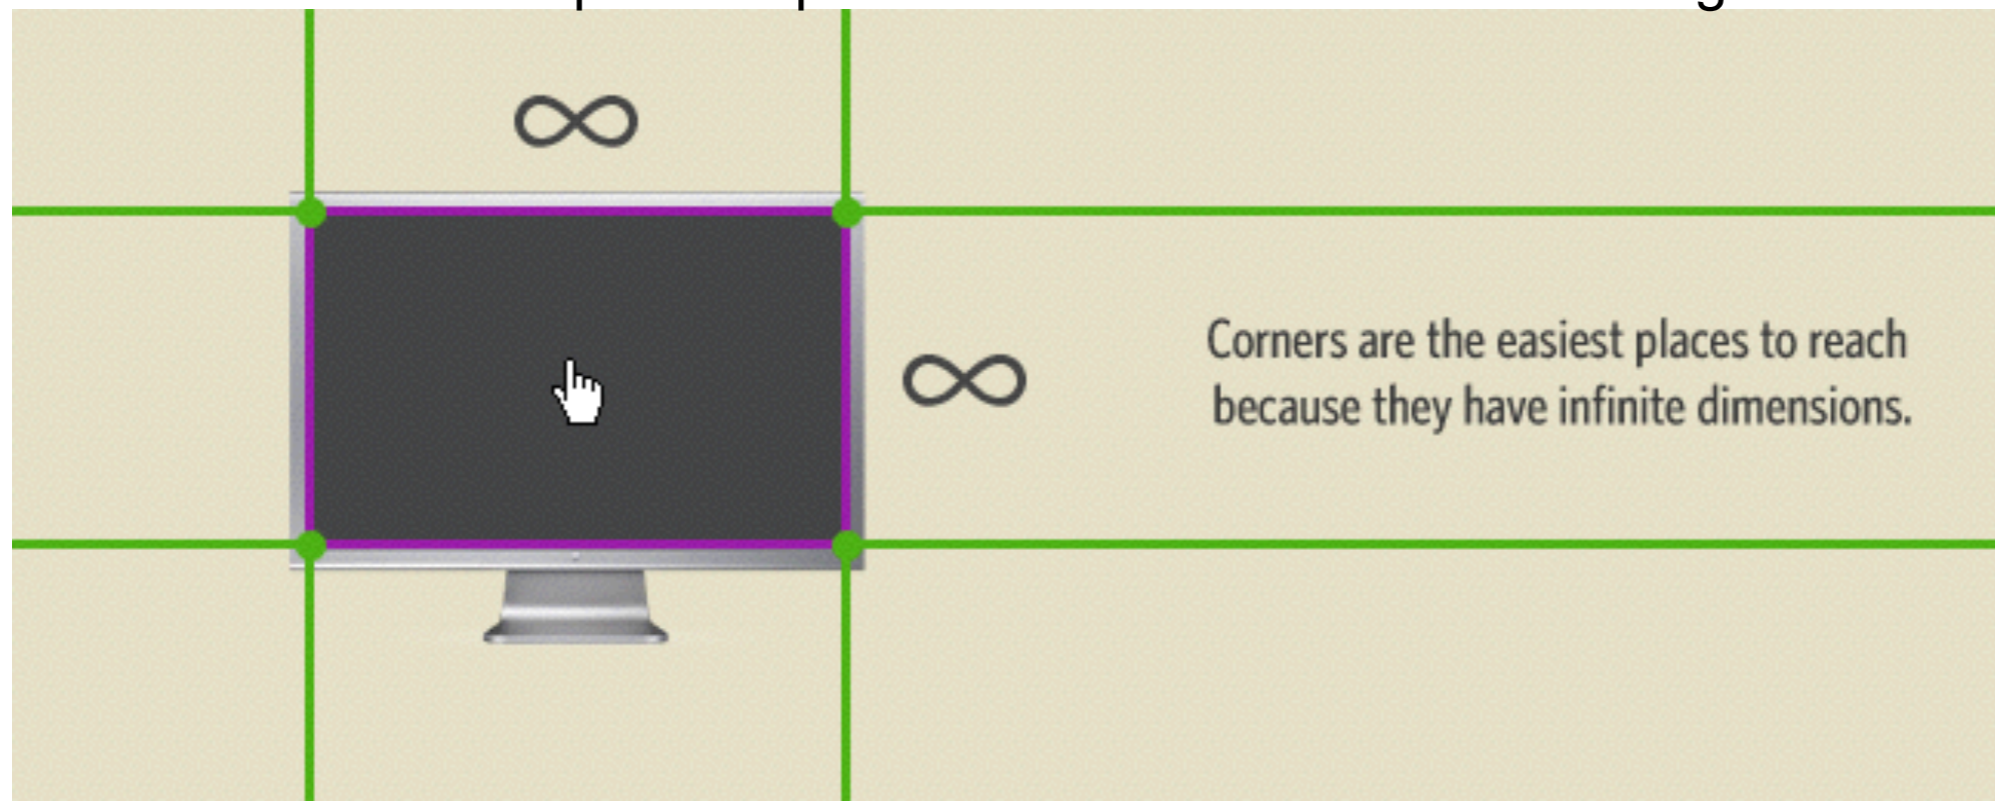 ∞
∞
Corners are the easiest places to reach
because they have infinite dimensions.